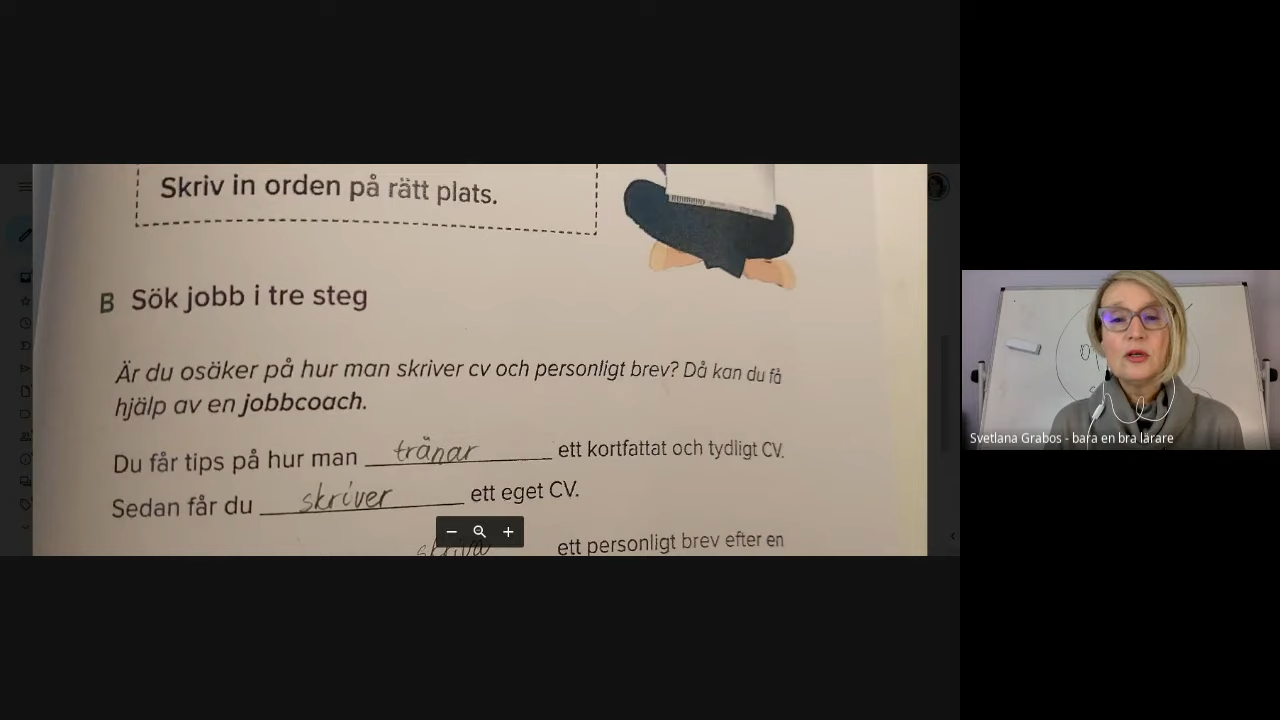 Skriv in orden på rätt plats.
B Sök jobb i tre steg
Är du osäker på hur man skriver cv och personligt brev? Då kan du få
hjälp av en jobbcoach.
Du får tips på hur man tränar ett kortfattat och tydligt CV.
Sedan får du skriver ett eget CV.
skriva ett personligt brev efter en
Svetlana Grabos - bara en bra lärare